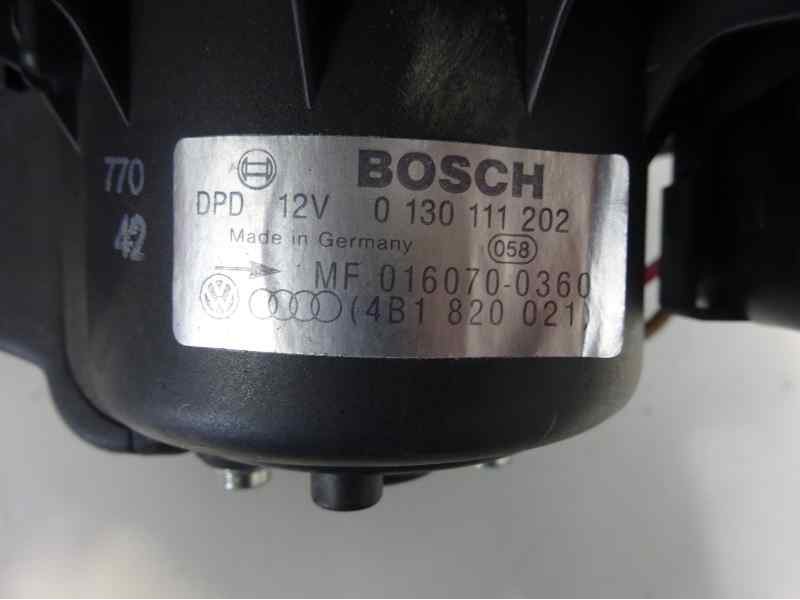 770
42
BOSCH
DPD 12V 0 130 111 202
Made in Germany 058
MF 016070-0360
(4B1 820 021)